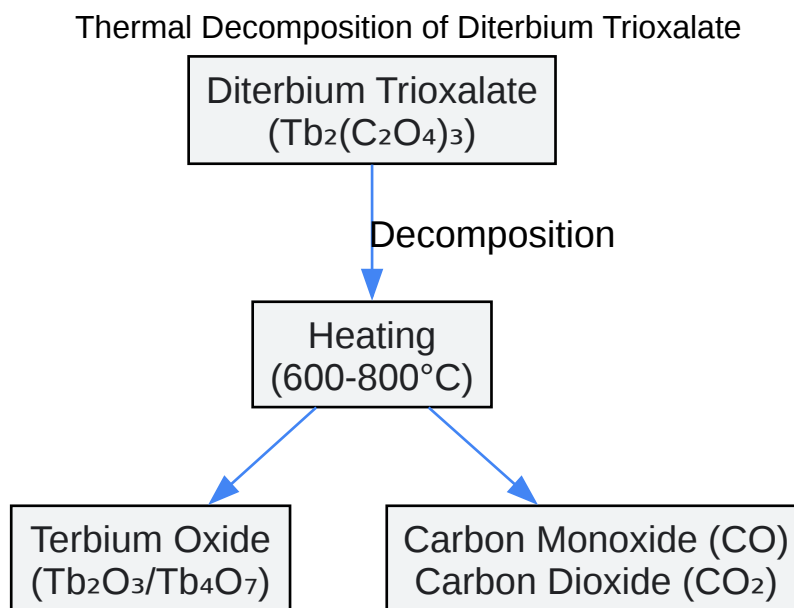 Thermal Decomposition of Diterbium Trioxalate
Diterbium Trioxalate
(Tb₂(C₂O₄)₃)
Decomposition
Heating
(600-800°C)
Terbium Oxide
(Tb₂O₃/Tb₄O₇)
Carbon Monoxide (CO)
Carbon Dioxide (CO₂)